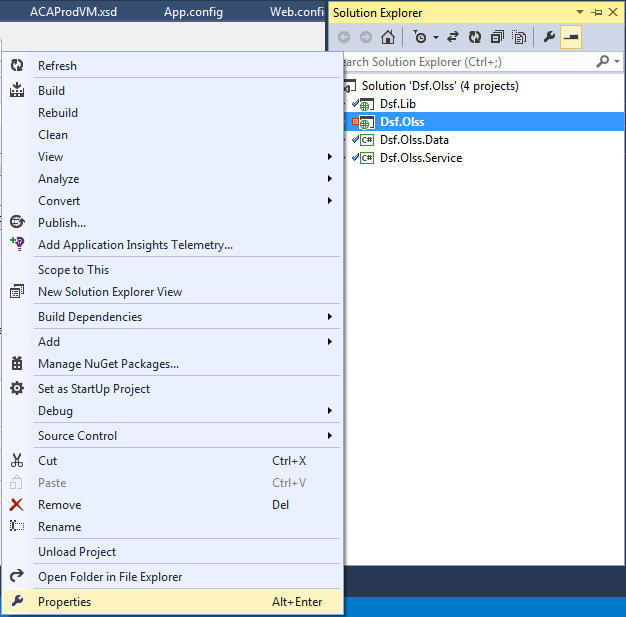 ACAProdVM.xsd App.config Web.confi
Solution Explorer
arch Solution Explorer (Ctrl+;)
Solution 'Dsf.Olss' (4 projects)
Dsf.Lib
Dsf.Olss
C# Dsf.Olss.Data
C# Dsf.Olss.Service
Refresh
Build
Rebuild
Clean
View
Analyze
Convert
Publish...
Add Application Insights Telemetry...
Scope to This
New Solution Explorer View
Build Dependencies
Add
Manage NuGet Packages...
Set as StartUp Project
Debug
Source Control
Cut Ctrl+X
Paste Ctrl+V
Remove Del
Rename
Unload Project
Open Folder in File Explorer
Properties Alt+Enter